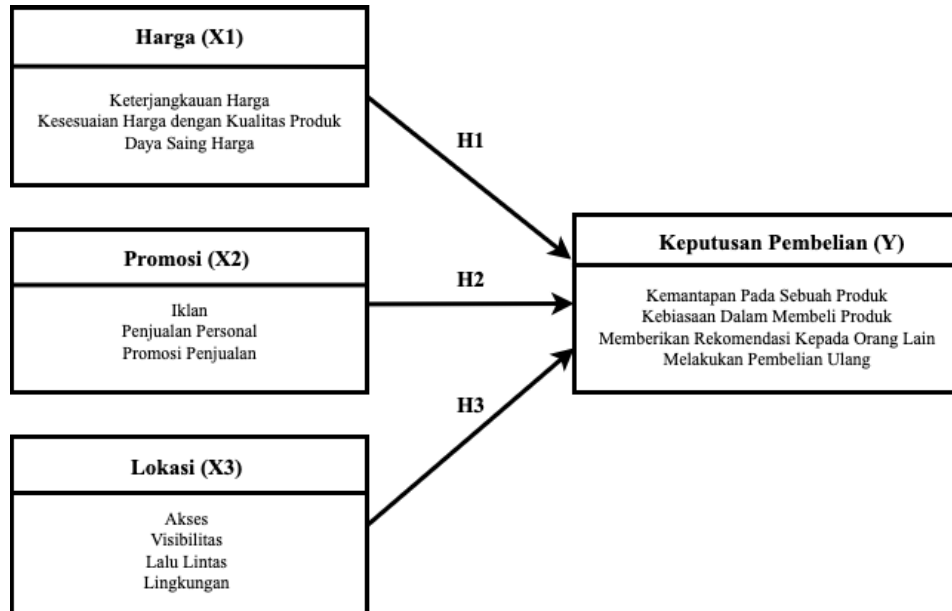 Harga (X1)
Keterjangkauan Harga
Kesesuaian Harga dengan Kualitas Produk
Daya Saing Harga
H1
Promosi (X2)
Iklan
Penjualan Personal
Promosi Penjualan
H2
Keputusan Pembelian (Y)
Kemantapan Pada Sebuah Produk
Kebiasaan Dalam Membeli Produk
Memberikan Rekomendasi Kepada Orang Lain
Melakukan Pembelian Ulang
H3
Lokasi (X3)
Akses
Visibilitas
Lalu Lintas
Lingkungan